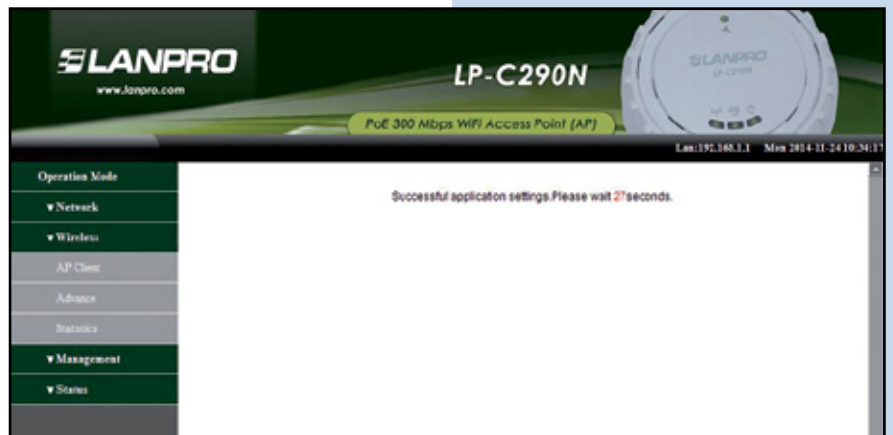 LANPRO
www.lanpro.com
LP-C290N
PoE 300 Mbps WiFi Access Point (AP)
LANPRO
LP-C290N
Lan:192.168.1.1 Mon 2014-11-24 10:34:17
Operation Mode
▼Network
▼Wireless
AP Client
Advance
Statistics
▼Management
▼Status
Successful application settings.Please wait 27seconds.